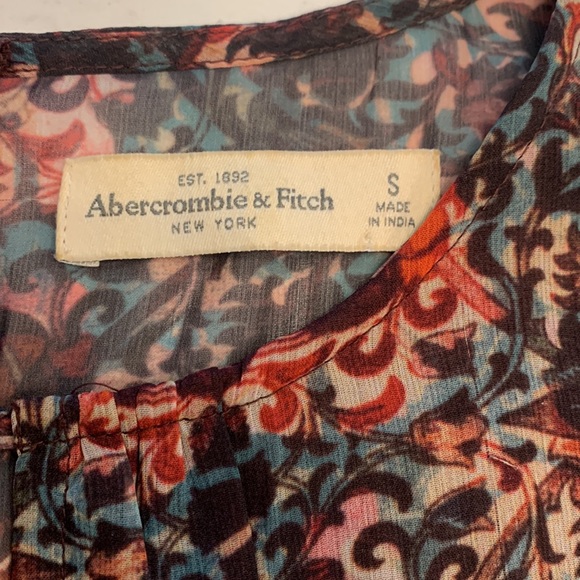 EST. 1892
Abercrombie & Fitch
NEW YORK
S
MADE
IN INDIA